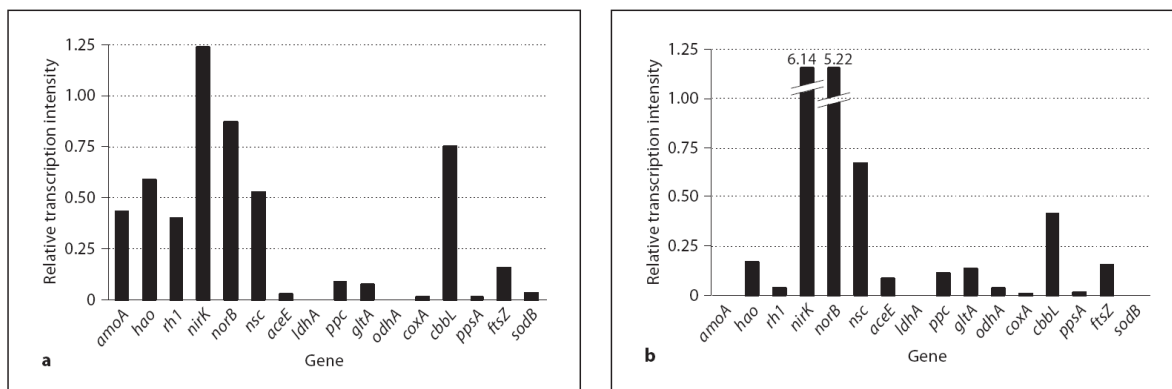 1.25
1.00
0.75
0.50
0.25
0
Relative transcription intensity
amoA
hao
rh1
nirK
norB
nsc
aceE
ldhA
ppc
gltA
odhA
coxA
cbbL
ppsA
ftsZ
sodB
a
Gene
6.14 5.22
1.25
1.00
0.75
0.50
0.25
0
Relative transcription intensity
amoA
hao
rh1
nirK
norB
nsc
aceE
ldhA
ppc
gltA
odhA
coxA
cbbL
ppsA
ftsZ
sodB
b
Gene